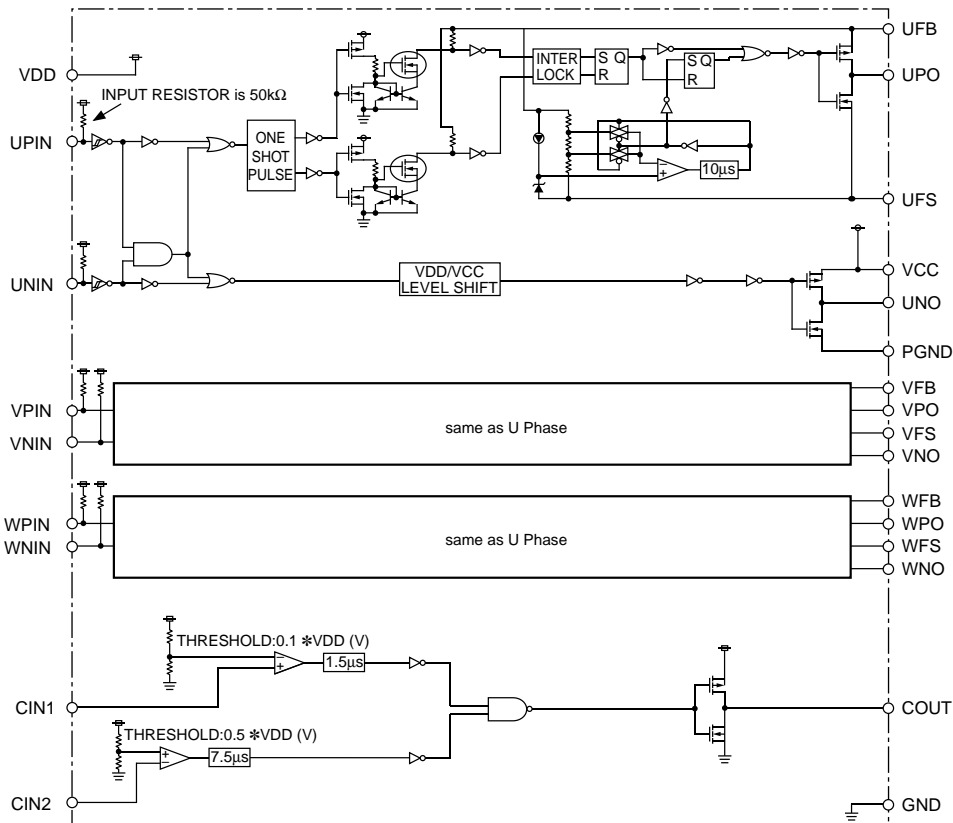 UFB
VDD
INTER
LOCK
S Q
R
S Q
R
UPO
INPUT RESISTOR is 50kΩ
UPIN
ONE
SHOT
PULSE
−
+
10µs
UFS
UNIN
VDD/VCC
LEVEL SHIFT
VCC
UNO
PGND
VPIN
VNIN
same as U Phase
VFB
VPO
VFS
VNO
WPIN
WNIN
same as U Phase
WFB
WPO
WFS
WNO
THRESHOLD:0.1 ✻VDD (V)
−
+
1.5µs
CIN1
COUT
THRESHOLD:0.5 ✻VDD (V)
+
−
7.5µs
CIN2
GND